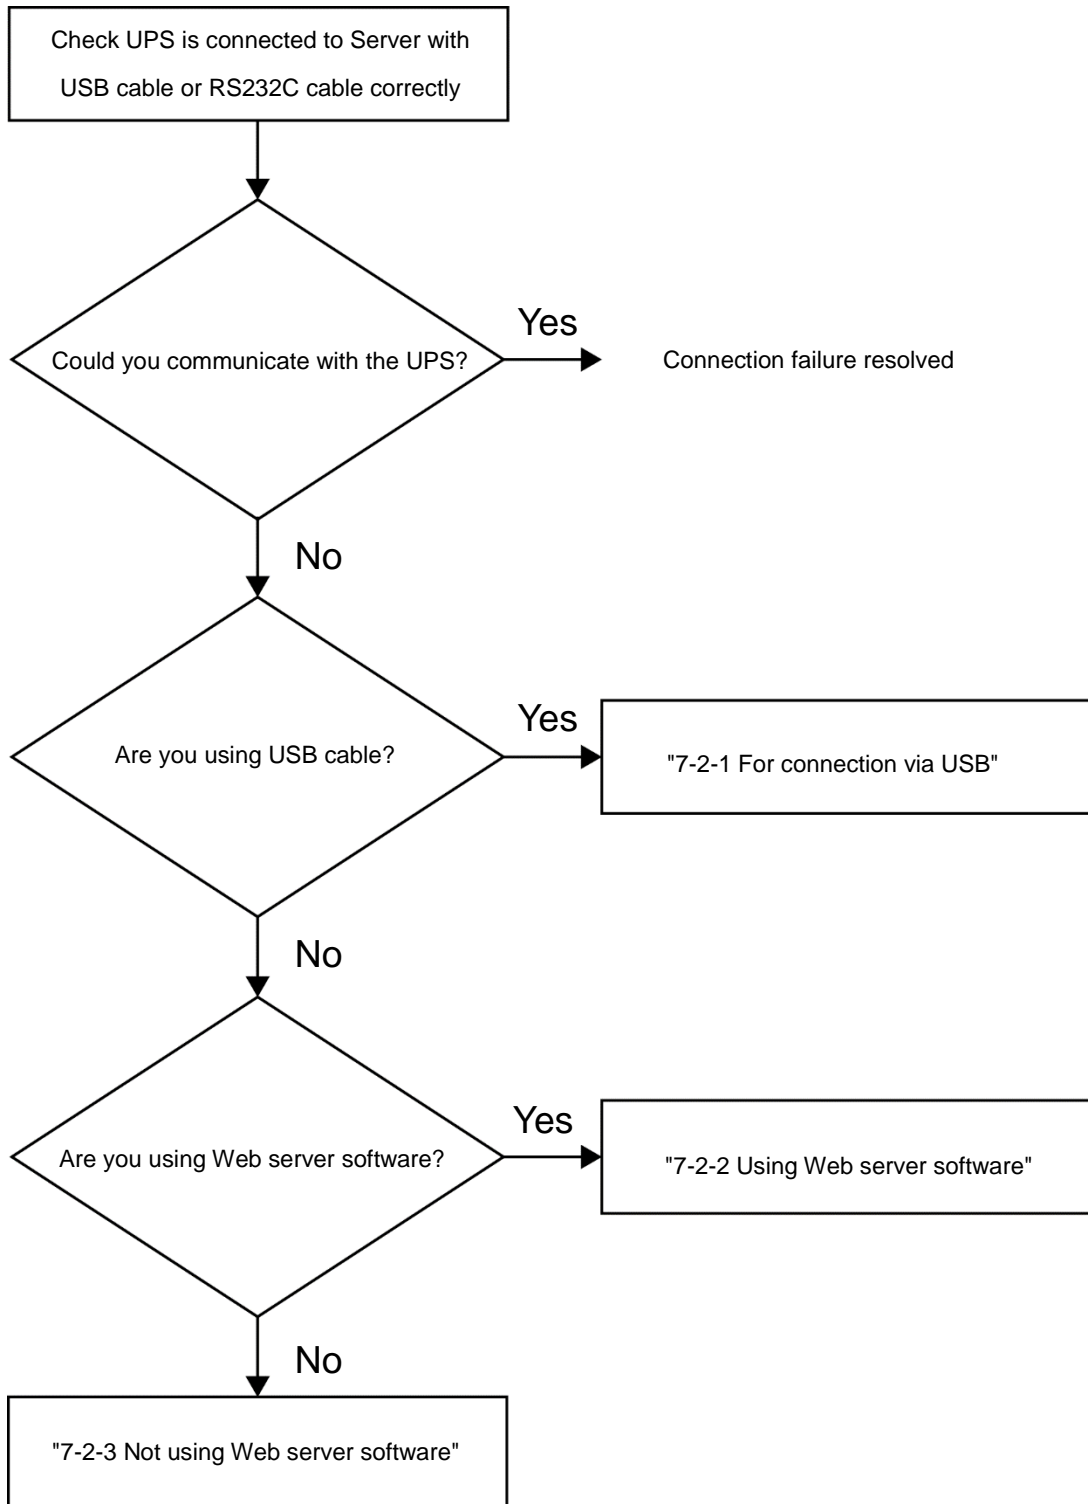 Check UPS is connected to Server with
USB cable or RS232C cable correctly
Yes
Could you communicate with the UPS?
Connection failure resolved
No
Yes
Are you using USB cable?
"7-2-1 For connection via USB"
No
Yes
Are you using Web server software?
"7-2-2 Using Web server software"
No
"7-2-3 Not using Web server software"